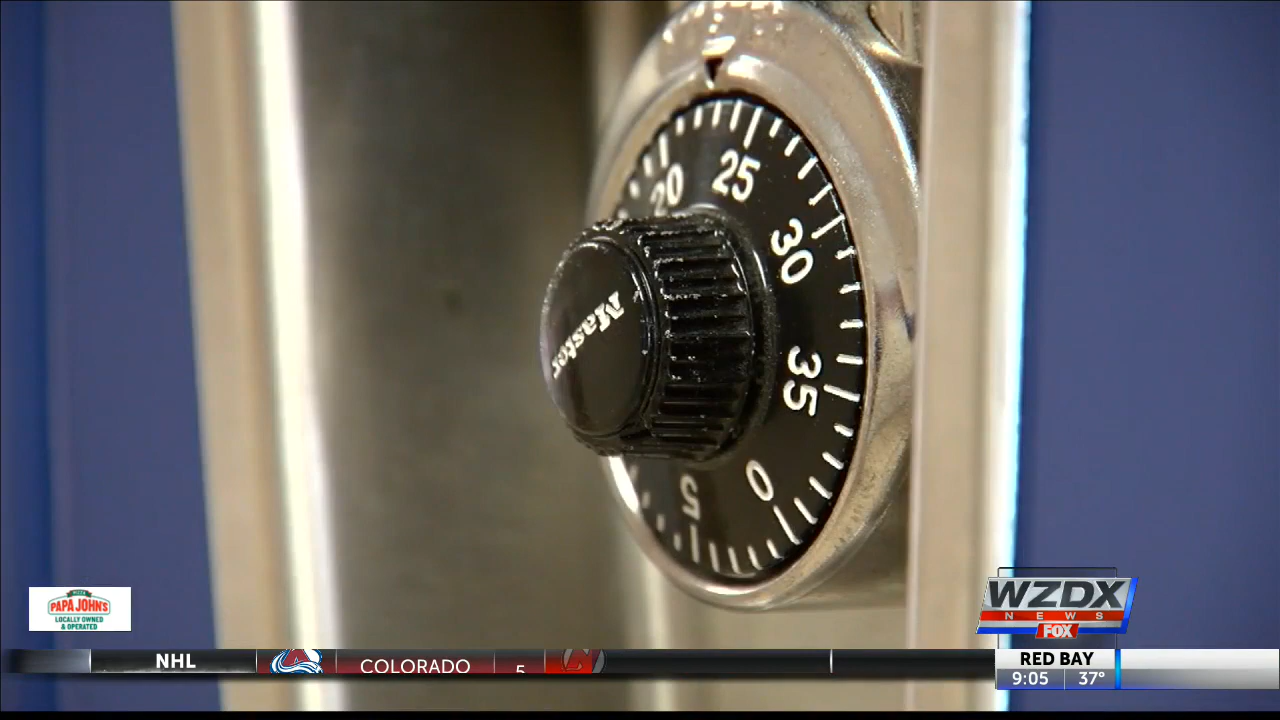 20
25
30
35
0
5
Master
PIZZA
PAPA JOHN'S
LOCALLY OWNED
& OPERATED
WZDX
NEWS
FOX
NHL
COLORADO
5
RED BAY
9:05
37°